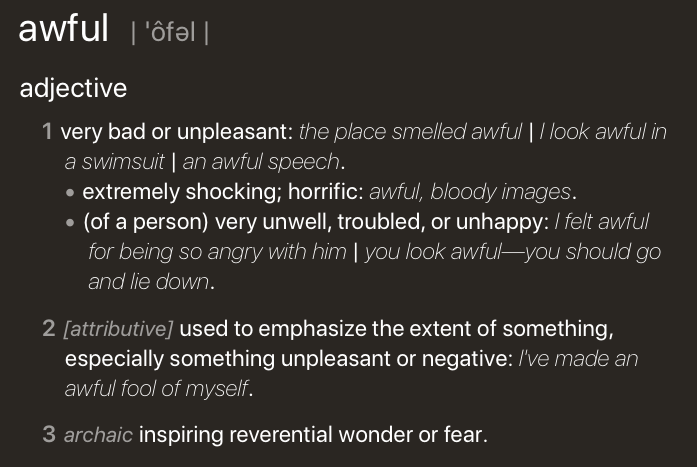 awful | ˈôfəl |
adjective
1 very bad or unpleasant: the place smelled awful | I look awful in
a swimsuit | an awful speech.
• extremely shocking; horrific: awful, bloody images.
• (of a person) very unwell, troubled, or unhappy: I felt awful
for being so angry with him | you look awful—you should go
and lie down.
2 [attributive] used to emphasize the extent of something,
especially something unpleasant or negative: I've made an
awful fool of myself.
3 archaic inspiring reverential wonder or fear.